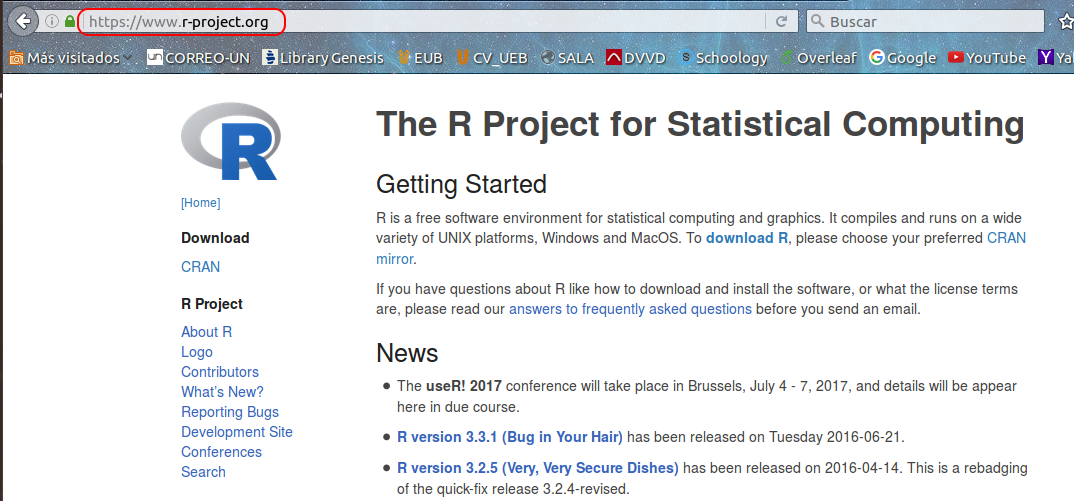 https://www.r-project.org
Buscar
Más visitados CORREO-UN Library Genesis EUB CV_UEB SALA DVVD Schoology Overleaf Google YouTube
R
The R Project for Statistical Computing
[Home]
Getting Started
Download
R is a free software environment for statistical computing and graphics. It compiles and runs on a wide
variety of UNIX platforms, Windows and MacOS. To download R, please choose your preferred CRAN
mirror.
CRAN
If you have questions about R like how to download and install the software, or what the license terms
are, please read our answers to frequently asked questions before you send an email.
R Project
About R
Logo
Contributors
What's New?
Reporting Bugs
Development Site
Conferences
Search
News
The useR! 2017 conference will take place in Brussels, July 4 - 7, 2017, and details will be appear
here in due course.
R version 3.3.1 (Bug in Your Hair) has been released on Tuesday 2016-06-21.
R version 3.2.5 (Very, Very Secure Dishes) has been released on 2016-04-14. This is a rebadging
of the quick-fix release 3.2.4-revised.